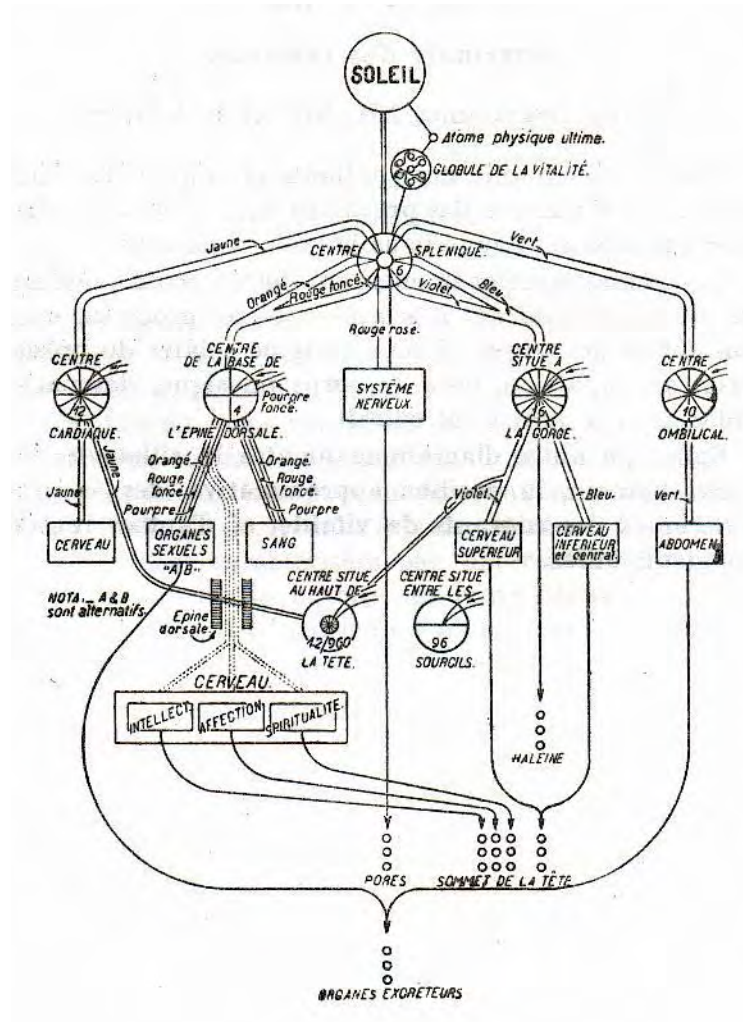 SOLEIL
Atome physique ultime.
GLOBULE DE LA VITALITÉ.
Jaune
CENTRE
SPLENIQUE.
Vert
6
Orangé
Rouge foncé
Violet
Bleu
Rouge rosé.
CENTRE
12
CARDIAQUE.
CENTRE
DE LA BASE DE
4
Pourpre
foncé.
L'EPINE DORSALE.
SYSTÈME
NERVEUX.
CENTRE
SITUÉ À
16
LA GORGE.
CENTRE
10
OMBILICAL.
Jaune
Jaune
Orangé
Rouge
foncé
Pourpre
Orangé.
Rouge
foncé.
Pourpre
Violet
Bleu
Vert
CERVEAU
ORGANES
SEXUELS
SANG
CERVEAU
SUPERIEUR
CERVEAU
INFERIEUR
et central
ABDOMEN
"A" "B"
NOTA._ A & B
sont alternatifs.
Epine
dorsale.
CENTRE SITUÉ
AU HAUT DE
12/960
LA TÊTE.
CENTRE SITUÉ
ENTRE LES
96
SOURCILS.
CERVEAU.
INTELLECT.
AFFECTION
SPIRITUALITÉ.
HALEINE
PORES
SOMMET DE LA TÊTE
ORGANES EXCRÉTEURS